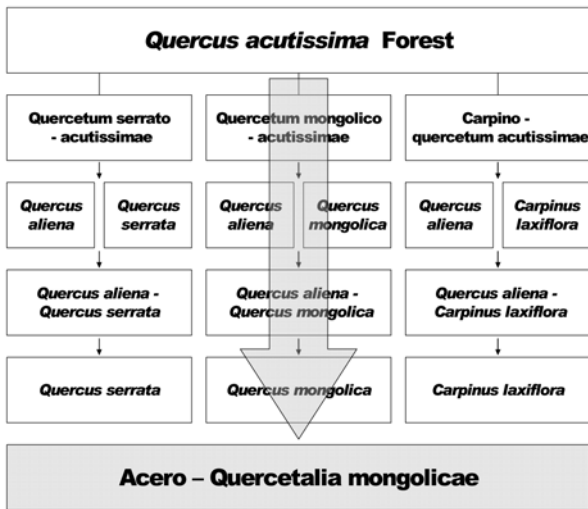 Quercus acutissima Forest
Quercetum serrato
- acutissimae
Quercetum mongolico
- acutissimae
Carpino -
quercetum acutissimae
Quercus
aliena
Quercus
serrata
Quercus
aliena
Quercus
mongolica
Quercus
aliena
Carpinus
laxiflora
Quercus aliena -
Quercus serrata
Quercus aliena -
Quercus mongolica
Quercus aliena -
Carpinus laxiflora
Quercus serrata
Quercus mongolica
Carpinus laxiflora
Acero – Quercetalia mongolicae